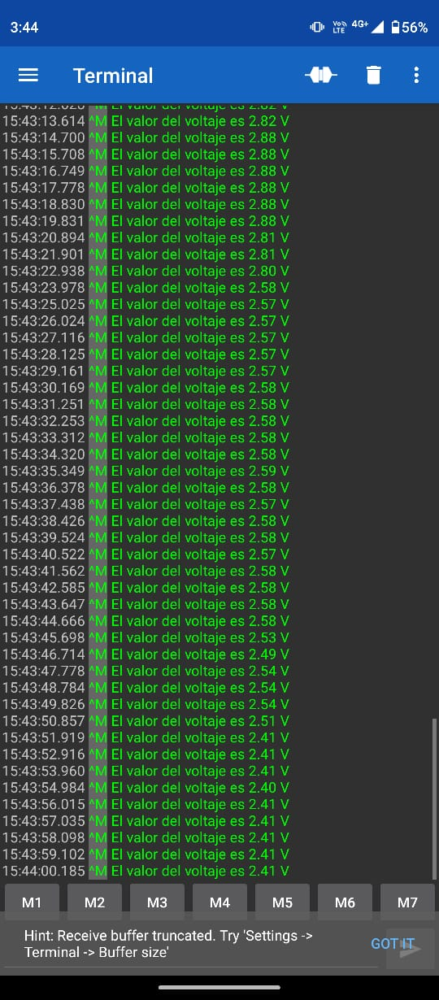 3:44
Vo) LTE 4G+ 56%
Terminal
15:43:12.620 ^M El valor del voltaje es 2.82 V
15:43:13.614 ^M El valor del voltaje es 2.82 V
15:43:14.700 ^M El valor del voltaje es 2.88 V
15:43:15.708 ^M El valor del voltaje es 2.88 V
15:43:16.749 ^M El valor del voltaje es 2.88 V
15:43:17.778 ^M El valor del voltaje es 2.88 V
15:43:18.830 ^M El valor del voltaje es 2.88 V
15:43:19.831 ^M El valor del voltaje es 2.88 V
15:43:20.894 ^M El valor del voltaje es 2.81 V
15:43:21.901 ^M El valor del voltaje es 2.81 V
15:43:22.938 ^M El valor del voltaje es 2.80 V
15:43:23.978 ^M El valor del voltaje es 2.58 V
15:43:25.025 ^M El valor del voltaje es 2.57 V
15:43:26.024 ^M El valor del voltaje es 2.57 V
15:43:27.116 ^M El valor del voltaje es 2.57 V
15:43:28.125 ^M El valor del voltaje es 2.57 V
15:43:29.161 ^M El valor del voltaje es 2.57 V
15:43:30.169 ^M El valor del voltaje es 2.58 V
15:43:31.251 ^M El valor del voltaje es 2.58 V
15:43:32.253 ^M El valor del voltaje es 2.58 V
15:43:33.312 ^M El valor del voltaje es 2.58 V
15:43:34.320 ^M El valor del voltaje es 2.58 V
15:43:35.349 ^M El valor del voltaje es 2.59 V
15:43:36.378 ^M El valor del voltaje es 2.58 V
15:43:37.438 ^M El valor del voltaje es 2.57 V
15:43:38.426 ^M El valor del voltaje es 2.58 V
15:43:39.524 ^M El valor del voltaje es 2.58 V
15:43:40.522 ^M El valor del voltaje es 2.57 V
15:43:41.562 ^M El valor del voltaje es 2.58 V
15:43:42.585 ^M El valor del voltaje es 2.58 V
15:43:43.647 ^M El valor del voltaje es 2.58 V
15:43:44.666 ^M El valor del voltaje es 2.58 V
15:43:45.698 ^M El valor del voltaje es 2.53 V
15:43:46.714 ^M El valor del voltaje es 2.49 V
15:43:47.778 ^M El valor del voltaje es 2.54 V
15:43:48.784 ^M El valor del voltaje es 2.54 V
15:43:49.826 ^M El valor del voltaje es 2.54 V
15:43:50.857 ^M El valor del voltaje es 2.51 V
15:43:51.919 ^M El valor del voltaje es 2.41 V
15:43:52.916 ^M El valor del voltaje es 2.41 V
15:43:53.960 ^M El valor del voltaje es 2.41 V
15:43:54.984 ^M El valor del voltaje es 2.40 V
15:43:56.015 ^M El valor del voltaje es 2.41 V
15:43:57.035 ^M El valor del voltaje es 2.41 V
15:43:58.098 ^M El valor del voltaje es 2.41 V
15:43:59.102 ^M El valor del voltaje es 2.41 V
15:44:00.185 ^M El valor del voltaje es 2.41 V
M1 M2 M3 M4 M5 M6 M7
Hint: Receive buffer truncated. Try 'Settings ->
Terminal -> Buffer size'
GOT IT